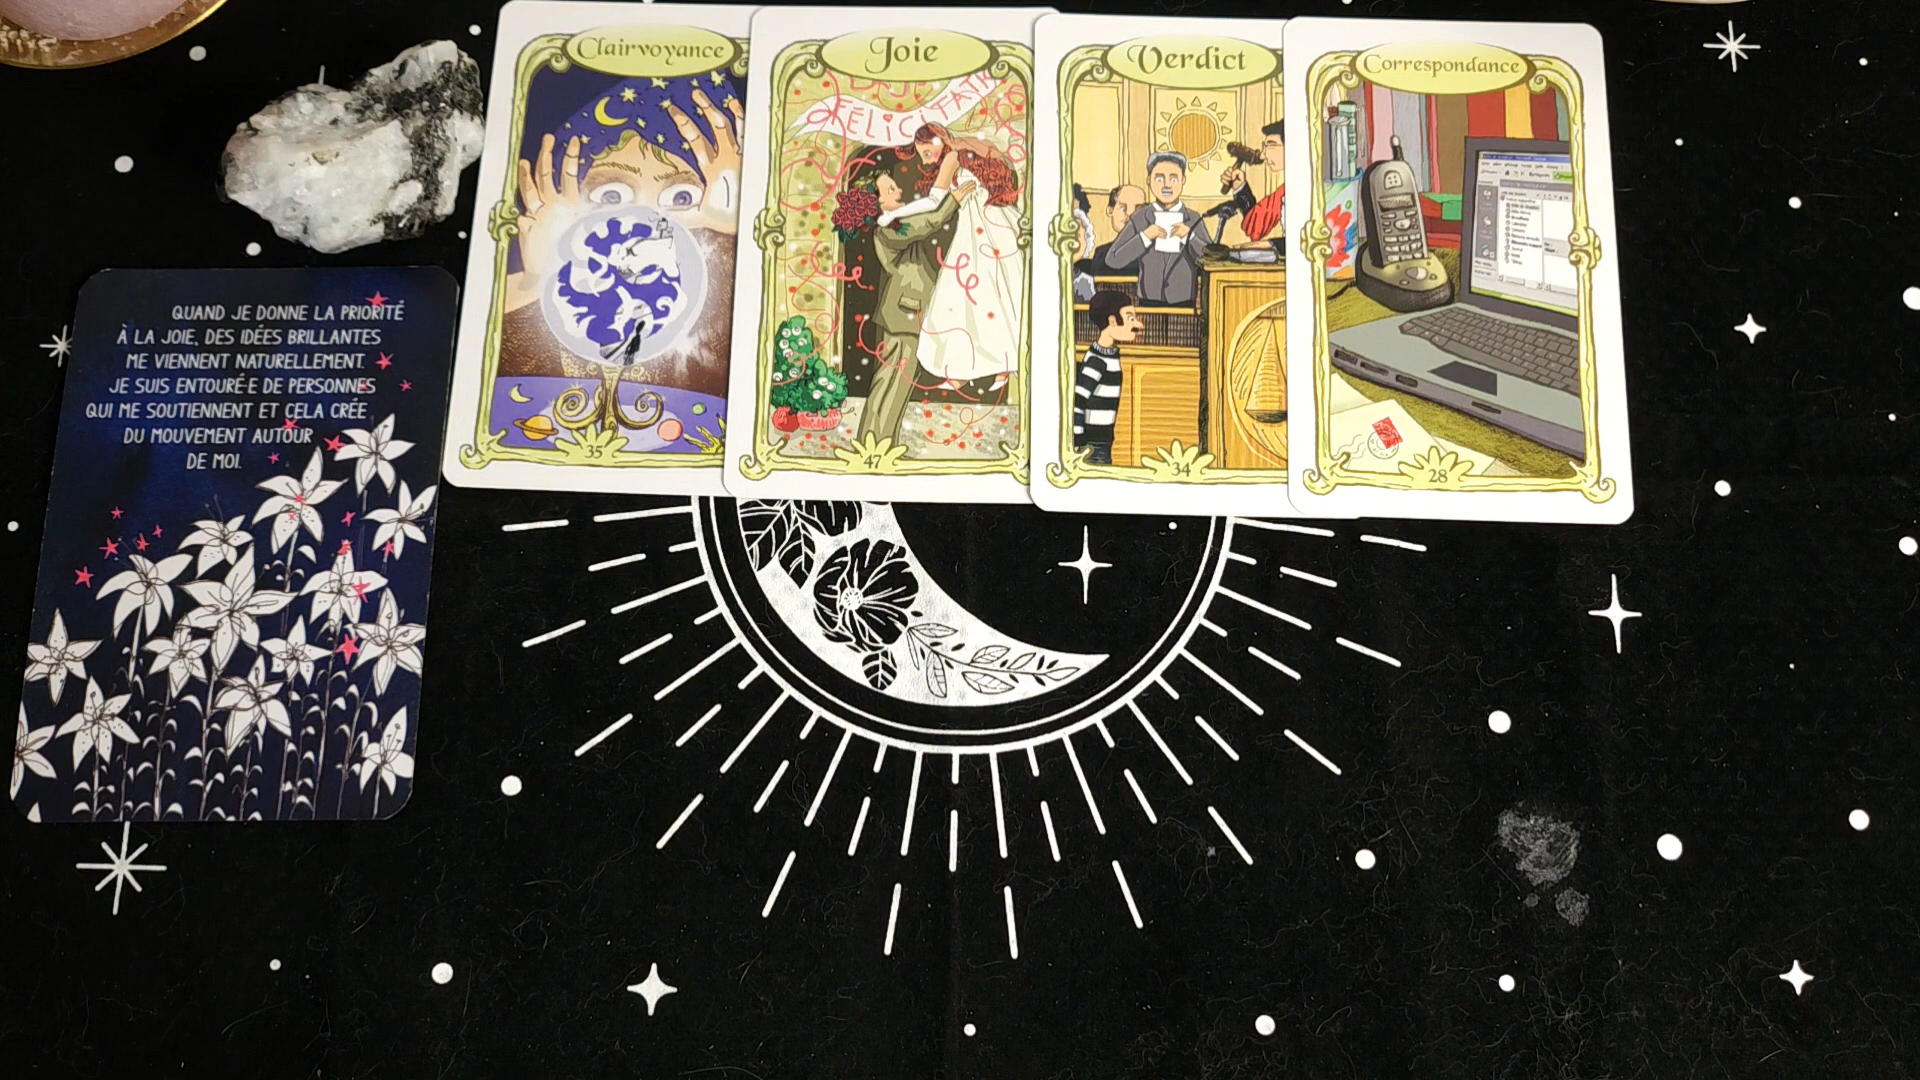 Clairvoyance
35
Joie
FÉLICITATI
47
Verdict
34
Correspondance
28
QUAND JE DONNE LA PRIORITÉ
À LA JOIE, DES IDÉES BRILLANTES
ME VIENNENT NATURELLEMENT.
JE SUIS ENTOURÉ·E DE PERSONNES
QUI ME SOUTIENNENT ET CELA CRÉE
DU MOUVEMENT AUTOUR
DE MOI.